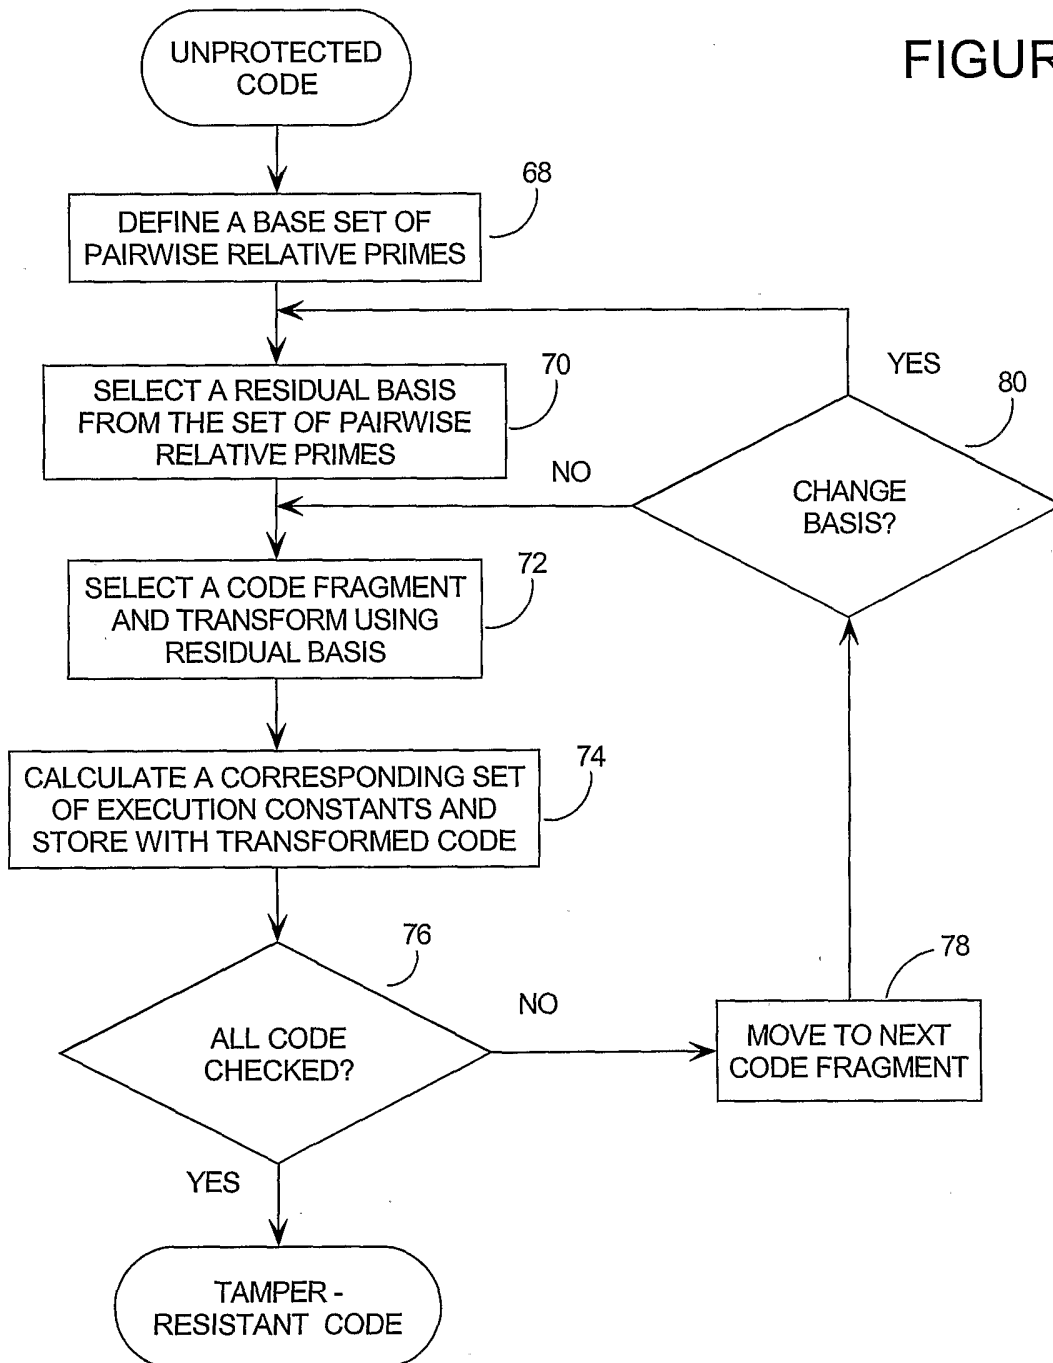 UNPROTECTED
CODE
FIGUR
68
DEFINE A BASE SET OF
PAIRWISE RELATIVE PRIMES
70
SELECT A RESIDUAL BASIS
FROM THE SET OF PAIRWISE
RELATIVE PRIMES
YES
80
NO
CHANGE
BASIS?
72
SELECT A CODE FRAGMENT
AND TRANSFORM USING
RESIDUAL BASIS
74
CALCULATE A CORRESPONDING SET
OF EXECUTION CONSTANTS AND
STORE WITH TRANSFORMED CODE
76
ALL CODE
CHECKED?
NO
78
MOVE TO NEXT
CODE FRAGMENT
YES
TAMPER -
RESISTANT CODE